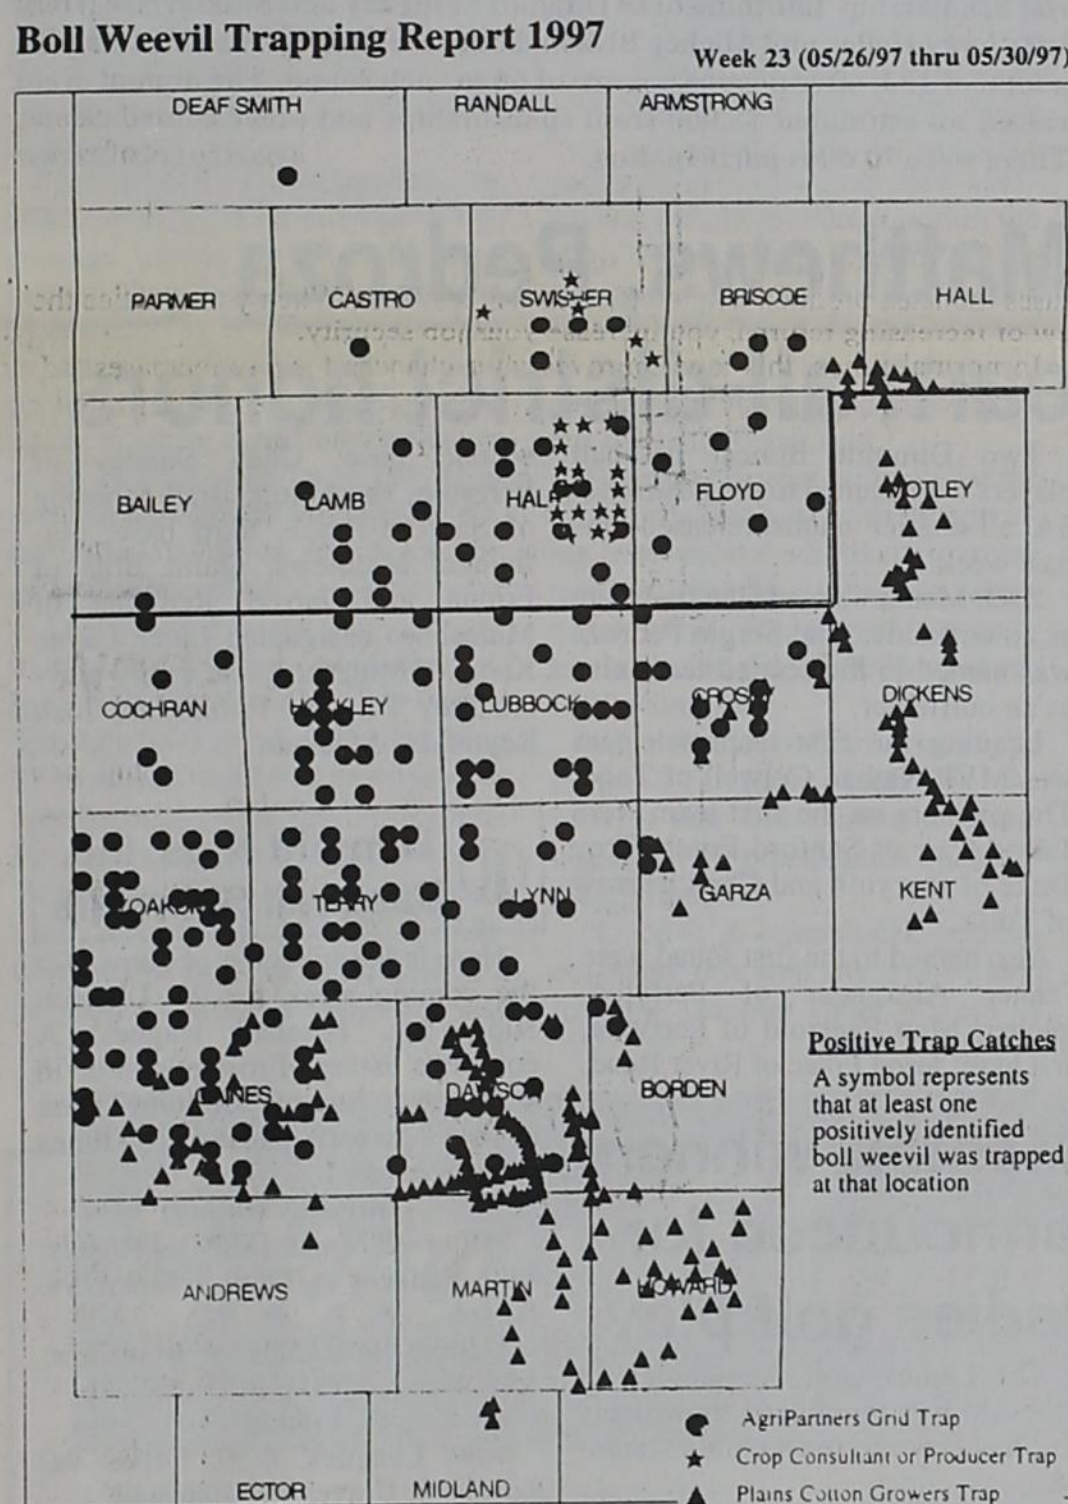 Boll Weevil Trapping Report 1997
Week 23 (05/26/97 thru 05/30/97)
DEAF SMITH RANDALL ARMSTRONG
PARMER CASTRO SWISHER BRISCOE HALL
BAILEY LAMB HALE FLOYD MOTLEY
COCHRAN HOCKLEY LUBBOCK CROSBY DICKENS
YOAKUM TERRY LYNN GARZA KENT
GAINES DAWSON BORDEN
Positive Trap Catches
A symbol represents
that at least one
positively identified
boll weevil was trapped
at that location
ANDREWS MARTIN HOWARD
AgriPartners Grid Trap
Crop Consultant or Producer Trap
ECTOR MIDLAND
Plains Cotton Growers Trap